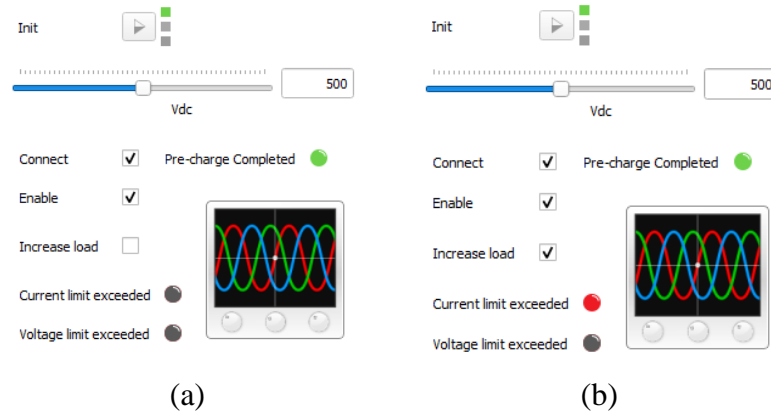 Init
500
Vdc
Connect Pre-charge Completed
Enable
Increase load
Current limit exceeded
Voltage limit exceeded
(a)
Init
500
Vdc
Connect Pre-charge Completed
Enable
Increase load
Current limit exceeded
Voltage limit exceeded
(b)